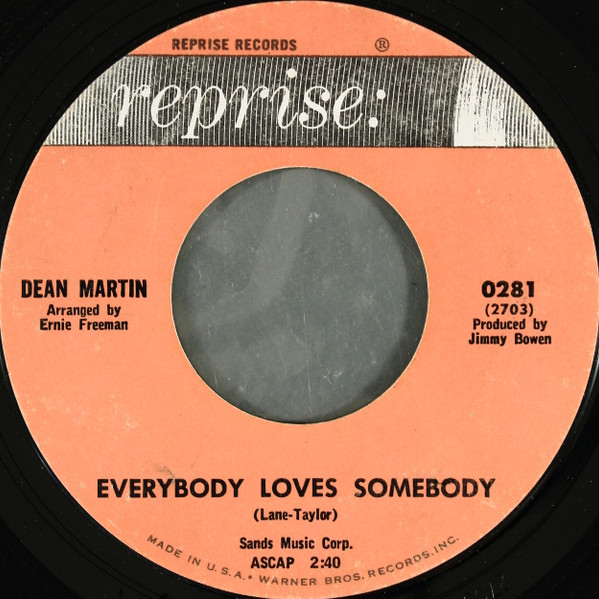 REPRISE RECORDS ®
reprise:
DEAN MARTIN
Arranged by
Ernie Freeman
0281
(2703)
Produced by
Jimmy Bowen
EVERYBODY LOVES SOMEBODY
(Lane-Taylor)
Sands Music Corp.
ASCAP 2:40
MADE IN U.S.A. • WARNER BROS. RECORDS, INC.